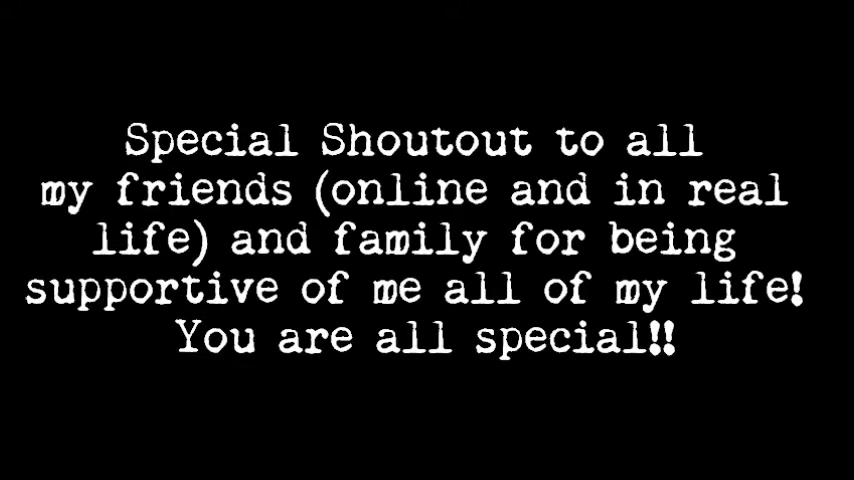 Special Shoutout to all
my friends (online and in real
life) and family for being
supportive of me all of my life!
You are all special!!